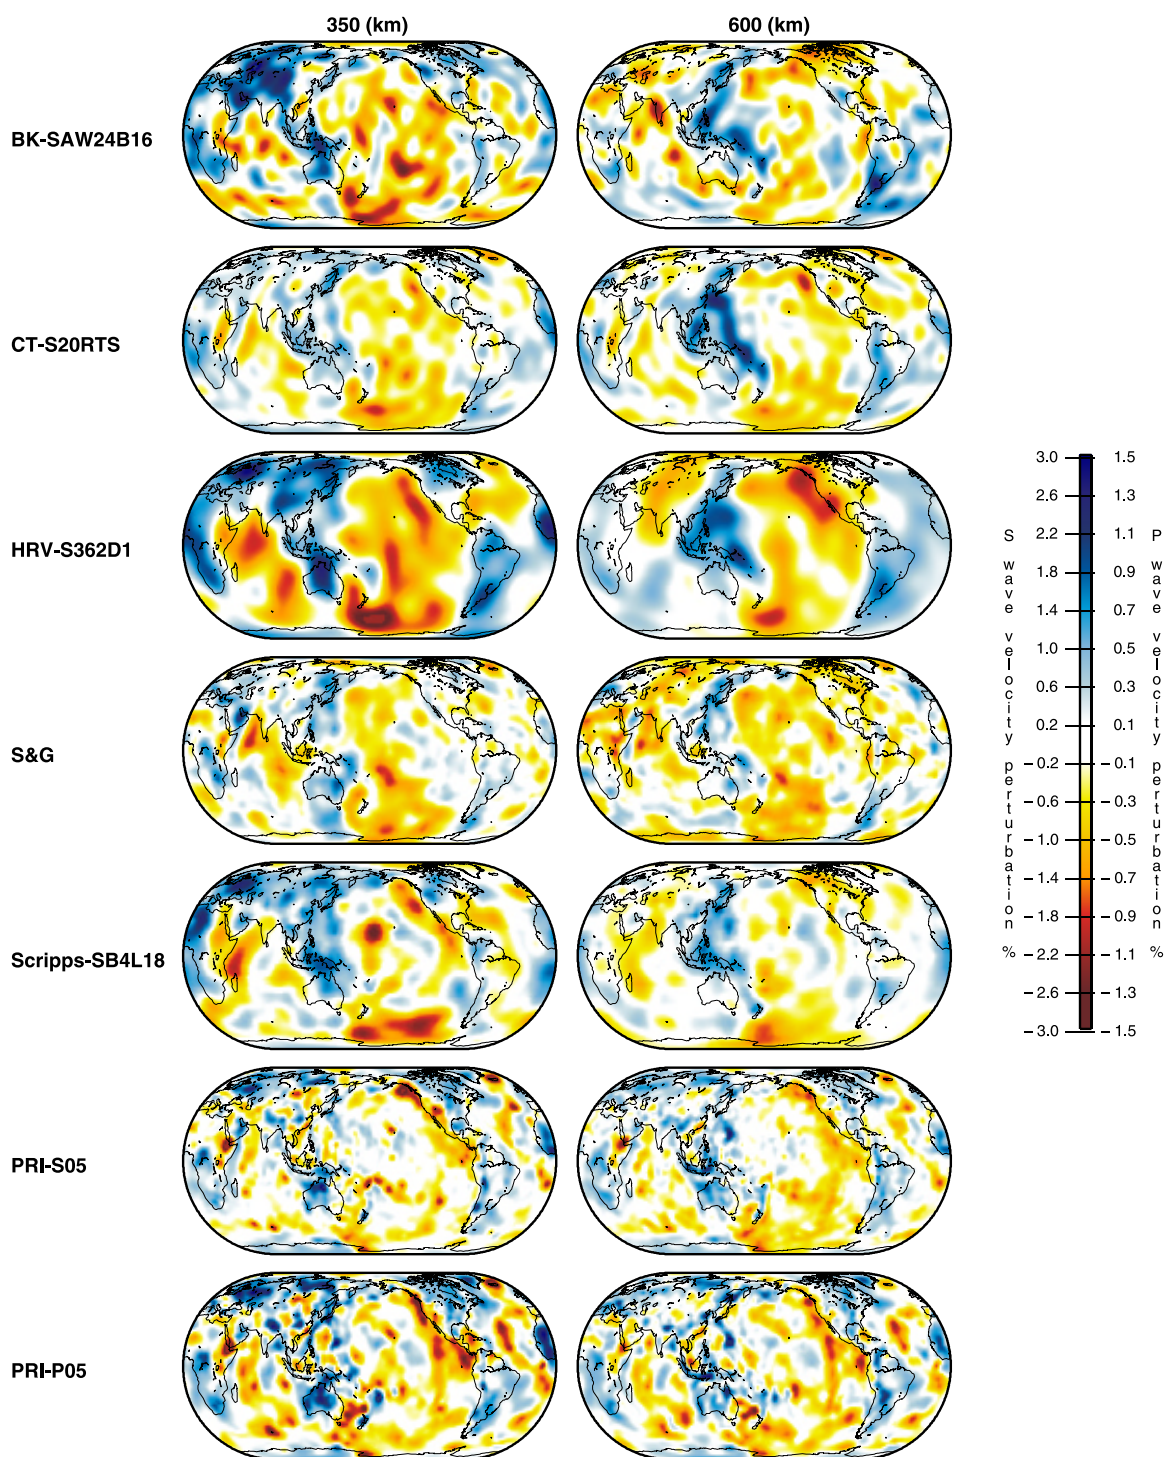 350 (km) 600 (km)
BK-SAW24B16
CT-S20RTS
HRV-S362D1
S&G
Scripps-SB4L18
PRI-S05
PRI-P05
3.0 1.5
2.6 1.3
2.2 1.1
1.8 0.9
1.4 0.7
1.0 0.5
0.6 0.3
0.2 0.1
−0.2 −0.1
−0.6 −0.3
−1.0 −0.5
−1.4 −0.7
−1.8 −0.9
−2.2 −1.1
−2.6 −1.3
−3.0 −1.5
S wave velocity perturbation %
P wave velocity perturbation %